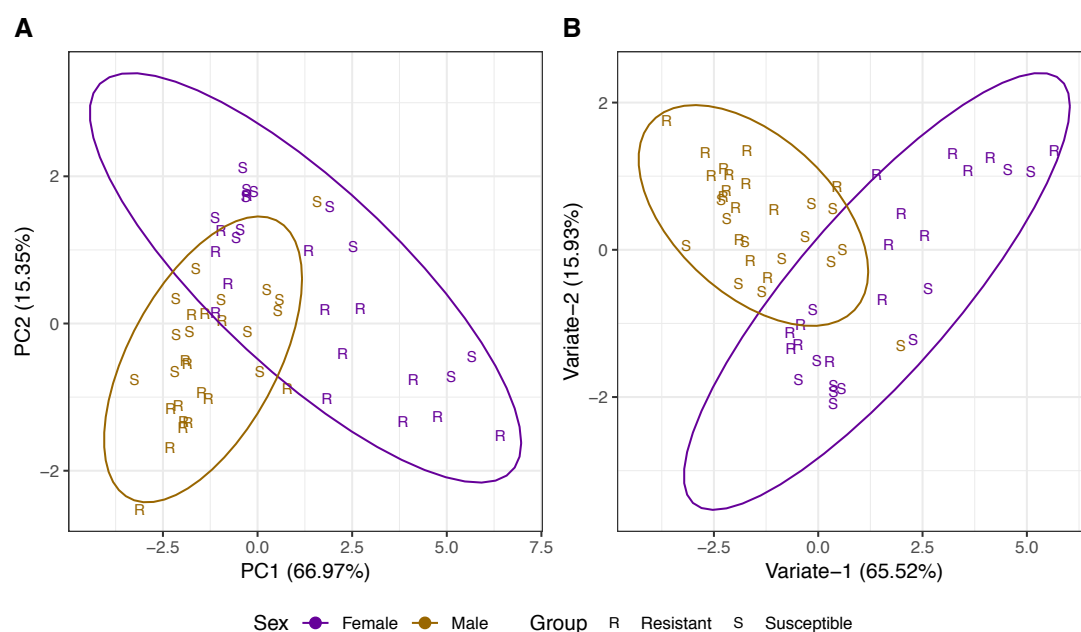 A
B
PC2 (15.35%)
2
0
−2
−2.5
0.0
2.5
5.0
7.5
PC1 (66.97%)
Variate−2 (15.93%)
2
0
−2
−2.5
0.0
2.5
5.0
Variate−1 (65.52%)
Sex Female Male Group R Resistant S Susceptible